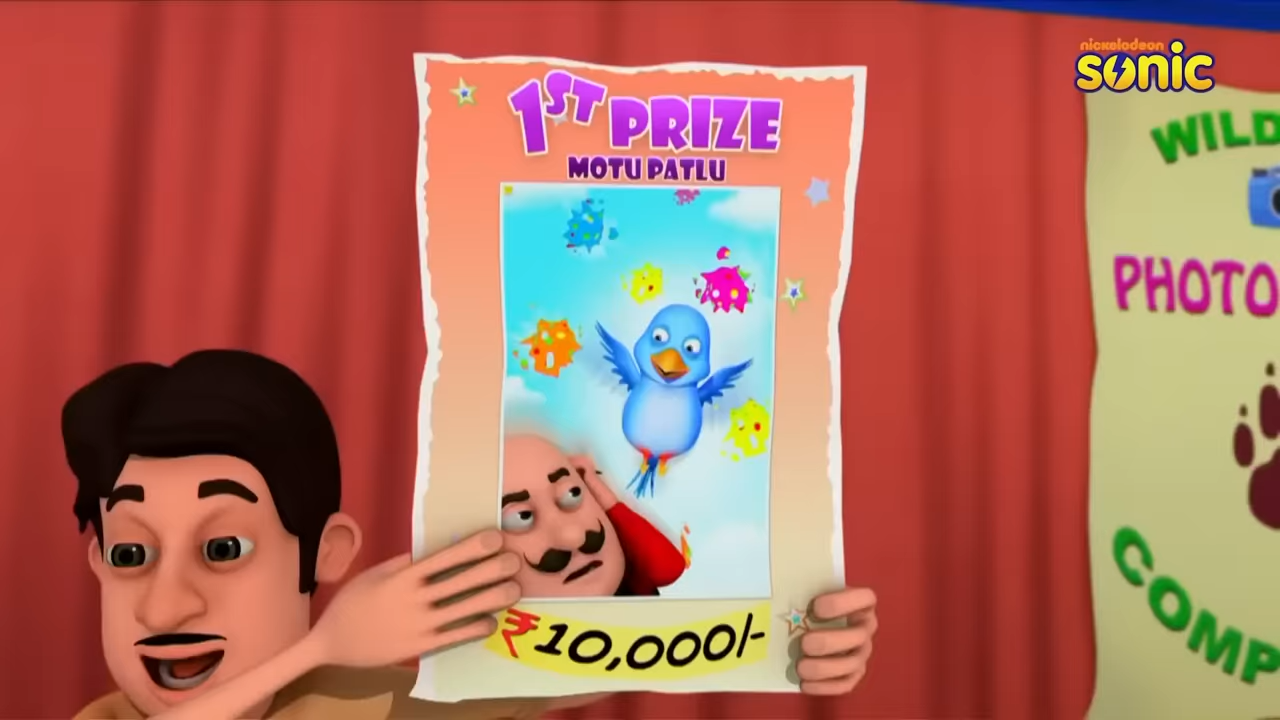 nickelodeon
sonic
1ST PRIZE
MOTU PATLU
₹10,000/-
WILD
PHOTO
COMP